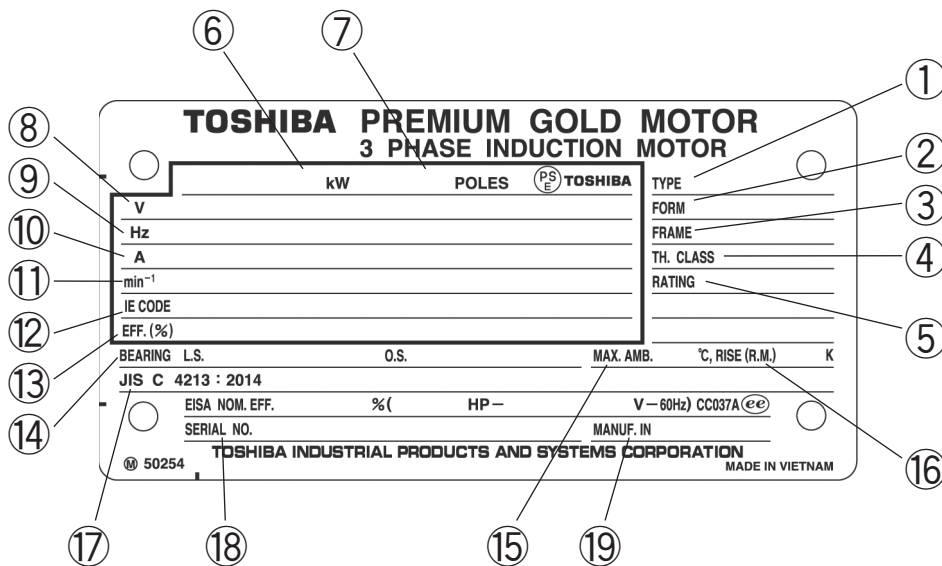 ⑥ ⑦
①
TOSHIBA PREMIUM GOLD MOTOR
⑧ 3 PHASE INDUCTION MOTOR ②
kW POLES PSE TOSHIBA TYPE
⑨ V FORM ③
Hz FRAME
⑩ A TH. CLASS ④
⑪ min⁻¹ RATING
⑫ IE CODE ⑤
EFF. (%)
⑬ BEARING L.S. O.S. MAX. AMB. ℃, RISE (R.M.) K
JIS C 4213 : 2014
⑭ EISA NOM. EFF. %( HP− V−60Hz) CC037A ee
SERIAL NO. MANUF. IN
TOSHIBA INDUSTRIAL PRODUCTS AND SYSTEMS CORPORATION
Ⓜ 50254 MADE IN VIETNAM ⑯
⑰ ⑱ ⑮ ⑲